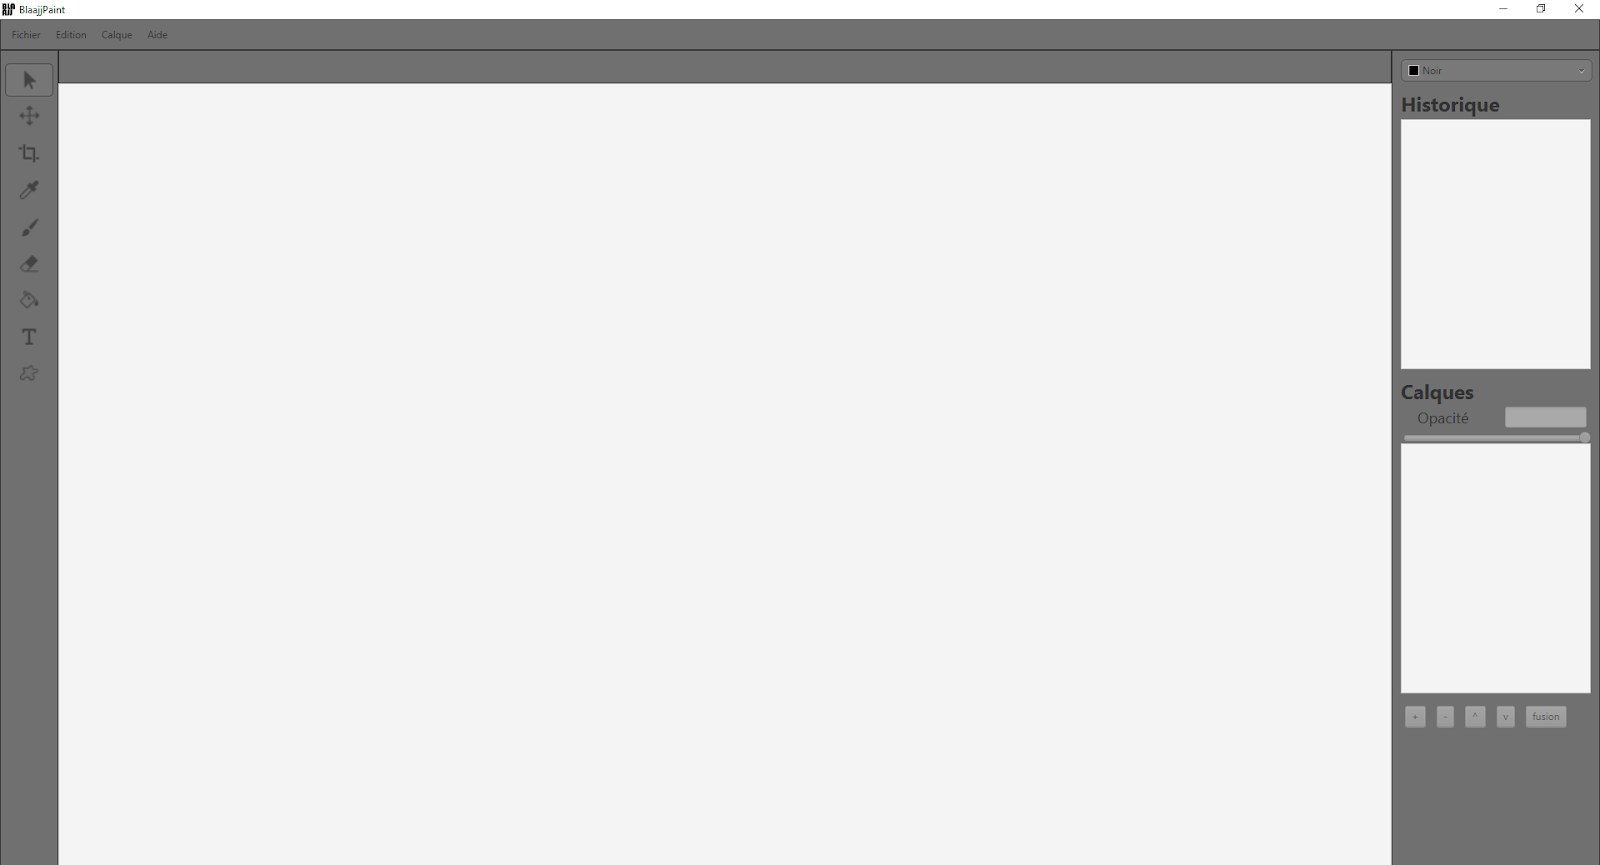 BlaajjPaint
Fichier Edition Calque Aide
Noir
Historique
Calques
Opacité
+ - ^ v fusion